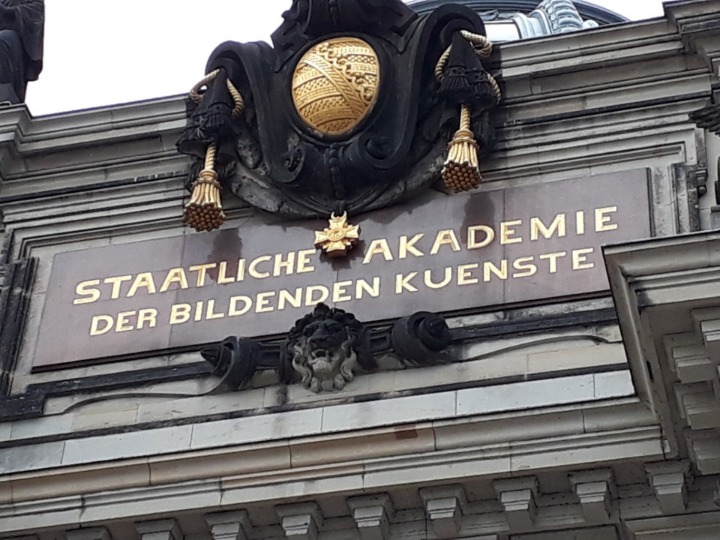 STAATLICHE AKADEMIE
DER BILDENDEN KUENSTE